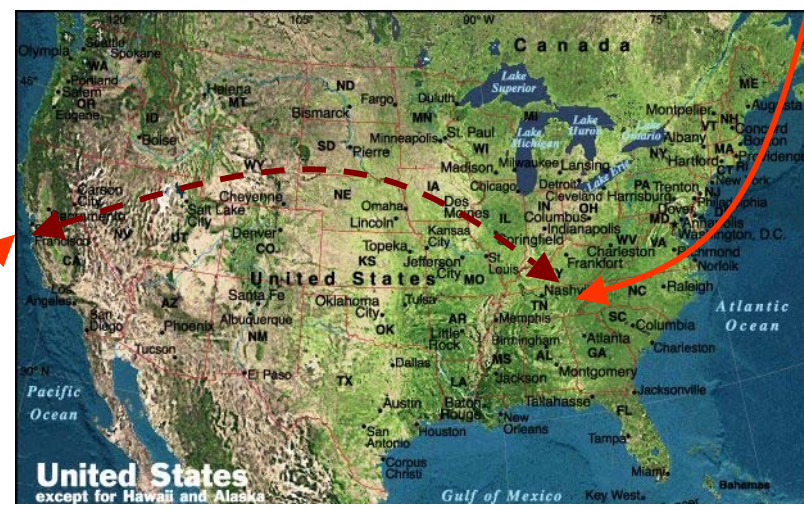 120°
105°
90° W
75°
Canada
Olympia
Seattle
Spokane
WA
Portland
Salem
OR
Eugene
Helena
MT
ID
Boise
ND
Fargo
Bismarck
Duluth
Lake
Superior
MN
Minneapolis
St. Paul
SD
Pierre
WI
Madison
Milwaukee
MI
Lake
Michigan
Lake
Huron
Lansing
Detroit
Lake
Ontario
Lake Erie
ME
Augusta
Montpelier
VT
NH
Concord
Albany
Boston
MA
NY
Hartford
Providence
CT
RI
New York
45°
WY
Cheyenne
Salt Lake
City
Carson
City
Sacramento
Francisco
NV
UT
CA
Denver
CO
NE
Omaha
Lincoln
IA
Des
Moines
Chicago
IL
IN
Indianapolis
Cleveland
OH
Columbus
PA
Harrisburg
Trenton
NJ
Philadelphia
Dover
MD
Annapolis
Washington, D.C.
Topeka
KS
Kansas
City
Jefferson
City
MO
St.
Louis
Springfield
Frankfort
WV
Charleston
VA
Richmond
Norfolk
United States
Los
Angeles
San
Diego
AZ
Phoenix
Tucson
Santa Fe
Albuquerque
NM
El Paso
Oklahoma
City
OK
Tulsa
AR
Little
Rock
Memphis
TN
NC
Raleigh
SC
Columbia
Charleston
Atlantic
Ocean
Birmingham
Atlanta
GA
AL
Montgomery
MS
Jackson
Dallas
TX
LA
Baton
Rouge
New
Orleans
Austin
San
Antonio
Houston
Corpus
Christi
Tallahasse
Jacksonville
FL
Tampa
Miami
Key West
Bahamas
30° N
Pacific
Ocean
Gulf of Mexico
United States
except for Hawaii and Alaska